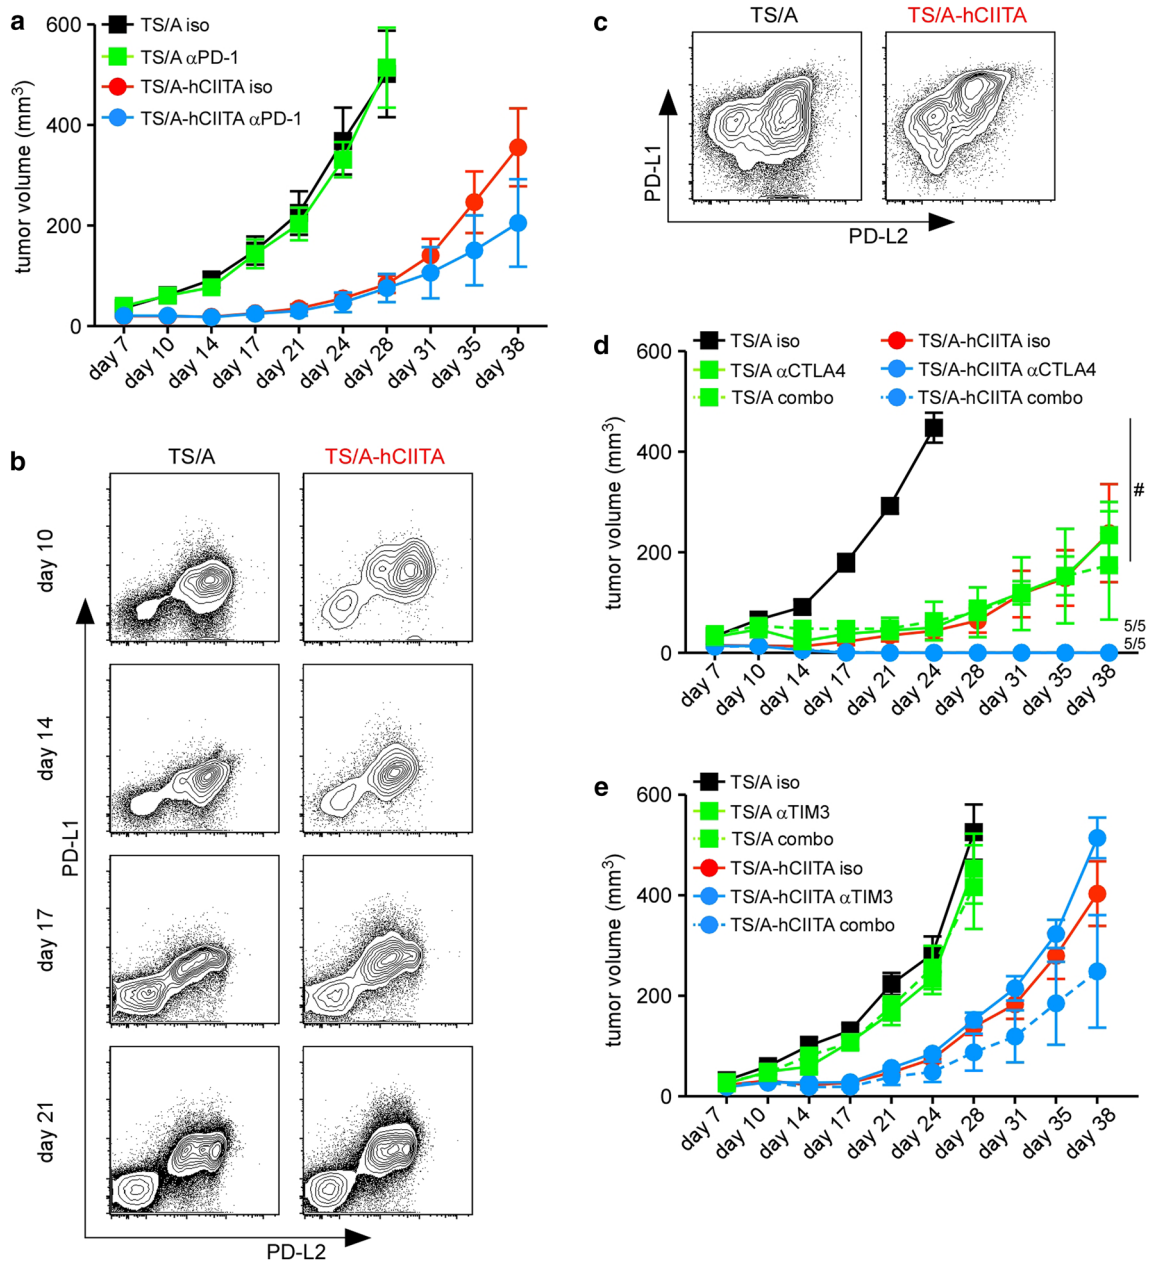 a
600
400
200
0
tumor volume (mm³)
TS/A iso
TS/A αPD-1
TS/A-hCIITA iso
TS/A-hCIITA αPD-1
day 7
day 10
day 14
day 17
day 21
day 24
day 28
day 31
day 35
day 38
b
TS/A
TS/A-hCIITA
day 10
day 14
day 17
day 21
PD-L1
PD-L2
c
TS/A
TS/A-hCIITA
PD-L1
PD-L2
d
TS/A iso
TS/A αCTLA4
TS/A combo
TS/A-hCIITA iso
TS/A-hCIITA αCTLA4
TS/A-hCIITA combo
600
400
200
0
tumor volume (mm³)
#
5/5
5/5
day 7
day 10
day 14
day 17
day 21
day 24
day 28
day 31
day 35
day 38
e
TS/A iso
TS/A αTIM3
TS/A combo
TS/A-hCIITA iso
TS/A-hCIITA αTIM3
TS/A-hCIITA combo
600
400
200
0
tumor volume (mm³)
day 7
day 10
day 14
day 17
day 21
day 24
day 28
day 31
day 35
day 38